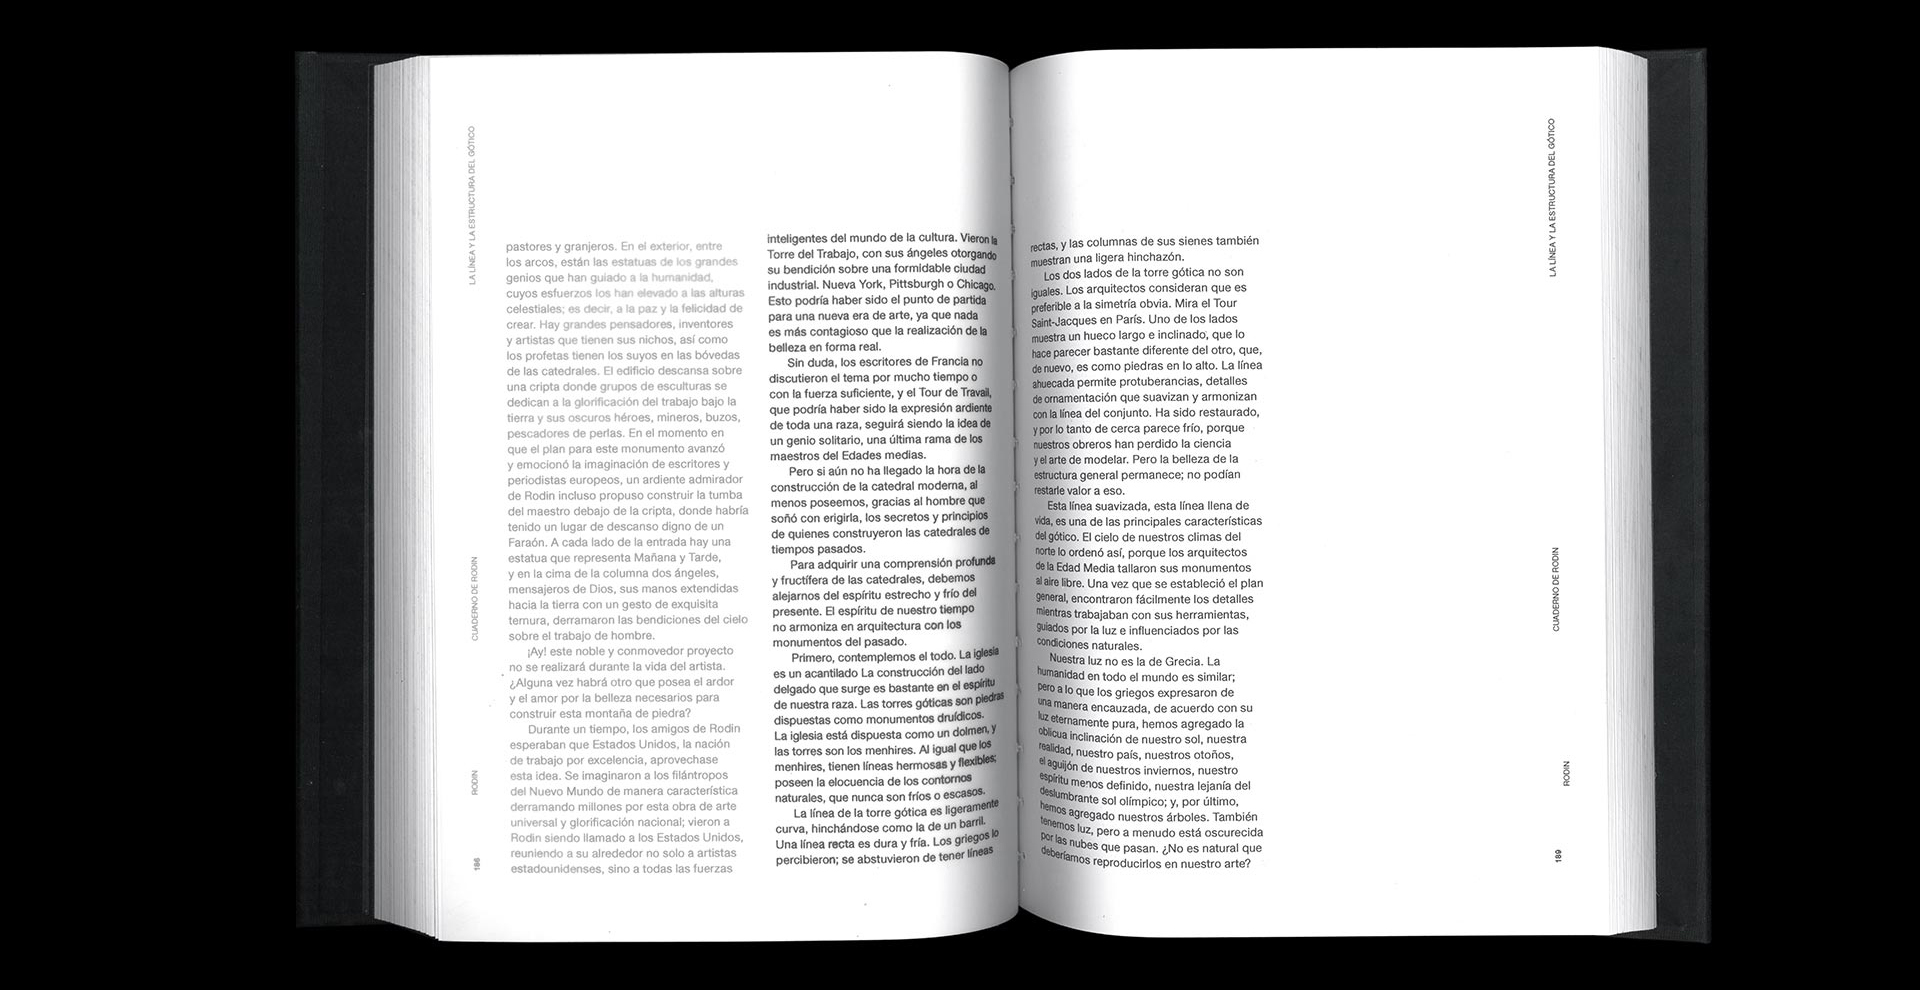 LA LÍNEA Y LA ESTRUCTURA DEL GÓTICO
CUADERNO DE RODIN
RODIN
186
pastores y granjeros. En el exterior, entre
los arcos, están las estatuas de los grandes
genios que han guiado a la humanidad,
cuyos esfuerzos los han elevado a las alturas
celestiales; es decir, a la paz y la felicidad de
crear. Hay grandes pensadores, inventores
y artistas que tienen sus nichos, así como
los profetas tienen los suyos en las bóvedas
de las catedrales. El edificio descansa sobre
una cripta donde grupos de esculturas se
dedican a la glorificación del trabajo bajo la
tierra y sus oscuros héroes, mineros, buzos,
pescadores de perlas. En el momento en
que el plan para este monumento avanzó
y emocionó la imaginación de escritores y
periodistas europeos, un ardiente admirador
de Rodin incluso propuso construir la tumba
del maestro debajo de la cripta, donde habría
tenido un lugar de descanso digno de un
Faraón. A cada lado de la entrada hay una
estatua que representa Mañana y Tarde,
y en la cima de la columna dos ángeles,
mensajeros de Dios, sus manos extendidas
hacia la tierra con un gesto de exquisita
ternura, derramaron las bendiciones del cielo
sobre el trabajo de hombre.
¡Ay! este noble y conmovedor proyecto
no se realizará durante la vida del artista.
¿Alguna vez habrá otro que posea el ardor
y el amor por la belleza necesarios para
construir esta montaña de piedra?
Durante un tiempo, los amigos de Rodin
esperaban que Estados Unidos, la nación
de trabajo por excelencia, aprovechase
esta idea. Se imaginaron a los filántropos
del Nuevo Mundo de manera característica
derramando millones por esta obra de arte
universal y glorificación nacional; vieron a
Rodin siendo llamado a los Estados Unidos,
reuniendo a su alrededor no solo a artistas
estadounidenses, sino a todas las fuerzas
inteligentes del mundo de la cultura. Vieron la
Torre del Trabajo, con sus ángeles otorgando
su bendición sobre una formidable ciudad
industrial. Nueva York, Pittsburgh o Chicago.
Esto podría haber sido el punto de partida
para una nueva era de arte, ya que nada
es más contagioso que la realización de la
belleza en forma real.
Sin duda, los escritores de Francia no
discutieron el tema por mucho tiempo o
con la fuerza suficiente, y el Tour de Travail,
que podría haber sido la expresión ardiente
de toda una raza, seguirá siendo la idea de
un genio solitario, una última rama de los
maestros del Edades medias.
Pero si aún no ha llegado la hora de la
construcción de la catedral moderna, al
menos poseemos, gracias al hombre que
soñó con erigirla, los secretos y principios
de quienes construyeron las catedrales de
tiempos pasados.
Para adquirir una comprensión profunda
y fructífera de las catedrales, debemos
alejarnos del espíritu estrecho y frío del
presente. El espíritu de nuestro tiempo
no armoniza en arquitectura con los
monumentos del pasado.
Primero, contemplemos el todo. La iglesia
es un acantilado La construcción del lado
delgado que surge es bastante en el espíritu
de nuestra raza. Las torres góticas son piedras
dispuestas como monumentos druídicos.
La iglesia está dispuesta como un dolmen, y
las torres son los menhires. Al igual que los
menhires, tienen líneas hermosas y flexibles;
poseen la elocuencia de los contornos
naturales, que nunca son fríos o escasos.
La línea de la torre gótica es ligeramente
curva, hinchándose como la de un barril.
Una línea recta es dura y fría. Los griegos lo
percibieron; se abstuvieron de tener líneas
rectas, y las columnas de sus sienes también
muestran una ligera hinchazón.
Los dos lados de la torre gótica no son
iguales. Los arquitectos consideran que es
preferible a la simetría obvia. Mira el Tour
Saint-Jacques en París. Uno de los lados
muestra un hueco largo e inclinado, que lo
hace parecer bastante diferente del otro, que,
de nuevo, es como piedras en lo alto. La línea
ahuecada permite protuberancias, detalles
de ornamentación que suavizan y armonizan
con la línea del conjunto. Ha sido restaurado,
y por lo tanto de cerca parece frío, porque
nuestros obreros han perdido la ciencia
y el arte de modelar. Pero la belleza de la
estructura general permanece; no podían
restarle valor a eso.
Esta línea suavizada, esta línea llena de
vida, es una de las principales características
del gótico. El cielo de nuestros climas del
norte lo ordenó así, porque los arquitectos
de la Edad Media tallaron sus monumentos
al aire libre. Una vez que se estableció el plan
general, encontraron fácilmente los detalles
mientras trabajaban con sus herramientas,
guiados por la luz e influenciados por las
condiciones naturales.
Nuestra luz no es la de Grecia. La
humanidad en todo el mundo es similar;
pero a lo que los griegos expresaron de
una manera encauzada, de acuerdo con su
luz eternamente pura, hemos agregado la
oblicua inclinación de nuestro sol, nuestra
realidad, nuestro país, nuestros otoños,
el aguijón de nuestros inviernos, nuestro
espíritu menos definido, nuestra lejanía del
deslumbrante sol olímpico; y, por último,
hemos agregado nuestros árboles. También
tenemos luz, pero a menudo está oscurecida
por las nubes que pasan. ¿No es natural que
deberíamos reproducirlos en nuestro arte?
LA LÍNEA Y LA ESTRUCTURA DEL GÓTICO
CUADERNO DE RODIN
RODIN
189